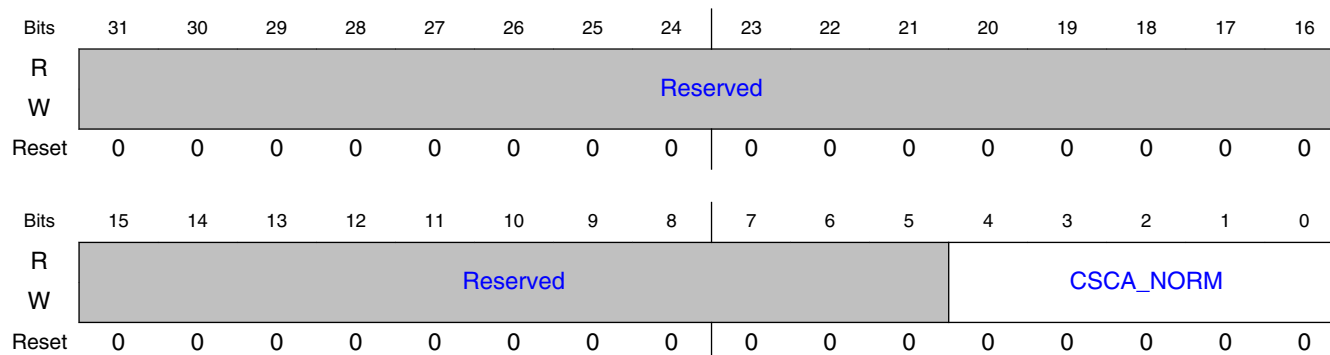 Bits 31 30 29 28 27 26 25 24 23 22 21 20 19 18 17 16
R
Reserved
W
Reset 0 0 0 0 0 0 0 0 0 0 0 0 0 0 0 0
Bits 15 14 13 12 11 10 9 8 7 6 5 4 3 2 1 0
R
Reserved CSCA_NORM
W
Reset 0 0 0 0 0 0 0 0 0 0 0 0 0 0 0 0